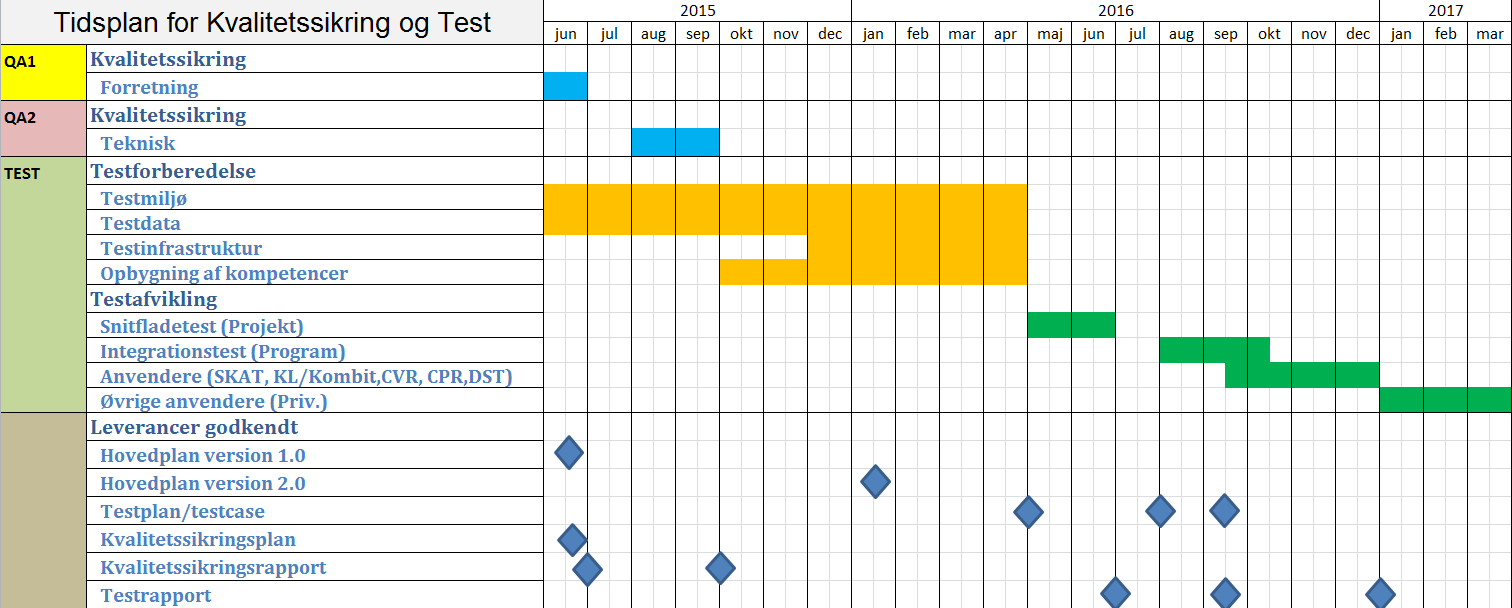 Tidsplan for Kvalitetssikring og Test
2015 2016 2017
jun jul aug sep okt nov dec jan feb mar apr maj jun jul aug sep okt nov dec jan feb mar
QA1 Kvalitetssikring
Forretning
QA2 Kvalitetssikring
Teknisk
TEST Testforberedelse
Testmiljø
Testdata
Testinfrastruktur
Opbygning af kompetencer
Testafvikling
Snitfladetest (Projekt)
Integrationstest (Program)
Anvendere (SKAT, KL/Kombit,CVR, CPR,DST)
Øvrige anvendere (Priv.)
Leverancer godkendt
Hovedplan version 1.0
Hovedplan version 2.0
Testplan/testcase
Kvalitetssikringsplan
Kvalitetssikringsrapport
Testrapport